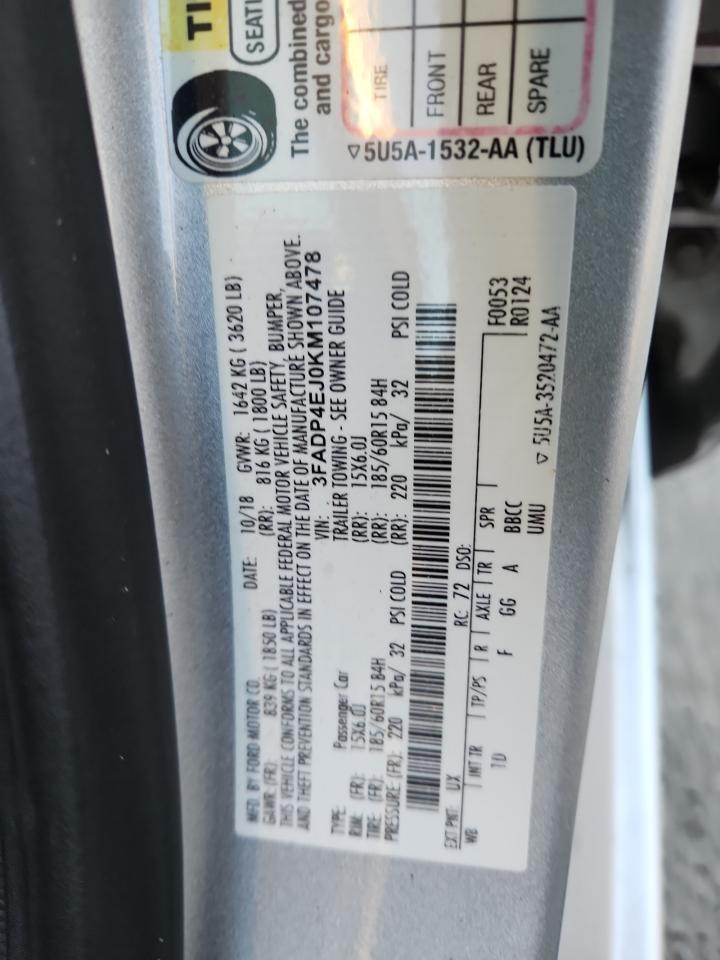 TI
SEATI
The combined
and cargo
TIRE
FRONT
REAR
SPARE
▽5U5A-1532-AA (TLU)
MFD. BY FORD MOTOR CO. DATE: 10/18 GVWR: 1642 KG ( 3620 LB)
GAWR (FR): 839 KG ( 1850 LB) (RR): 816 KG ( 1800 LB)
THIS VEHICLE CONFORMS TO ALL APPLICABLE FEDERAL MOTOR VEHICLE SAFETY, BUMPER,
AND THEFT PREVENTION STANDARDS IN EFFECT ON THE DATE OF MANUFACTURE SHOWN ABOVE.
VIN: 3FADP4EJ0KM107478
TYPE: Passenger Car TRAILER TOWING - SEE OWNER GUIDE
RIM: (FR): 15X6.0J (RR): 15X6.0J
TIRE: (FR): 185/60R15 84H (RR): 185/60R15 84H
PRESSURE (FR): 220 kPa/ 32 PSI COLD (RR): 220 kPa/ 32 PSI COLD
EXT PNT: UX RC: 72 DSO: F0053
WB INT TR TP/PS R AXLE TR SPR R0124
10 F GG A BBCC
UMU
▽ 5U5A-3520472-AA